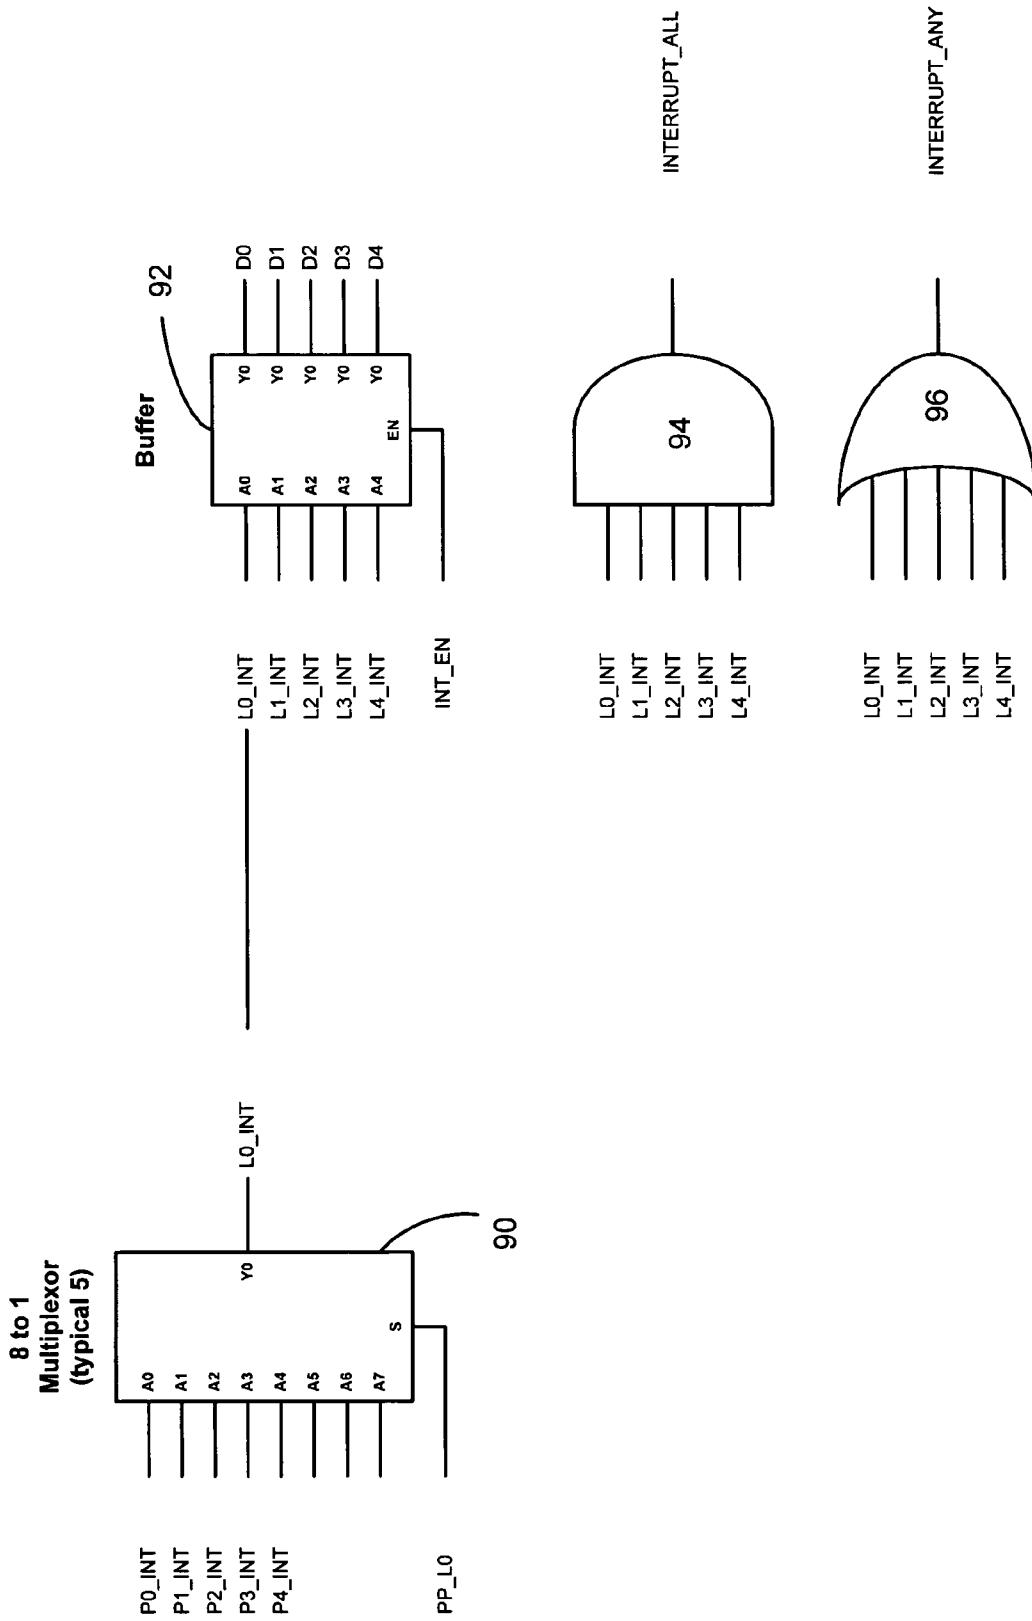 8 to 1
Multiplexor
(typical 5)
P0_INT
P1_INT
P2_INT
P3_INT
P4_INT
PP_L0
A0
A1
A2
A3
A4
A5
A6
A7
S
Y0
L0_INT
90
Buffer
92
L0_INT
L1_INT
L2_INT
L3_INT
L4_INT
INT_EN
A0
A1
A2
A3
A4
EN
Y0
Y0
Y0
Y0
Y0
D0
D1
D2
D3
D4
L0_INT
L1_INT
L2_INT
L3_INT
L4_INT
94
INTERRUPT_ALL
L0_INT
L1_INT
L2_INT
L3_INT
L4_INT
96
INTERRUPT_ANY